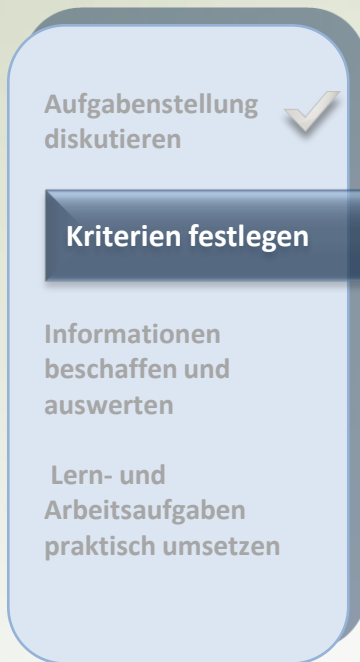 Aufgabenstellung
diskutieren
Kriterien festlegen
Informationen
beschaffen und
auswerten
Lern- und
Arbeitsaufgaben
praktisch umsetzen